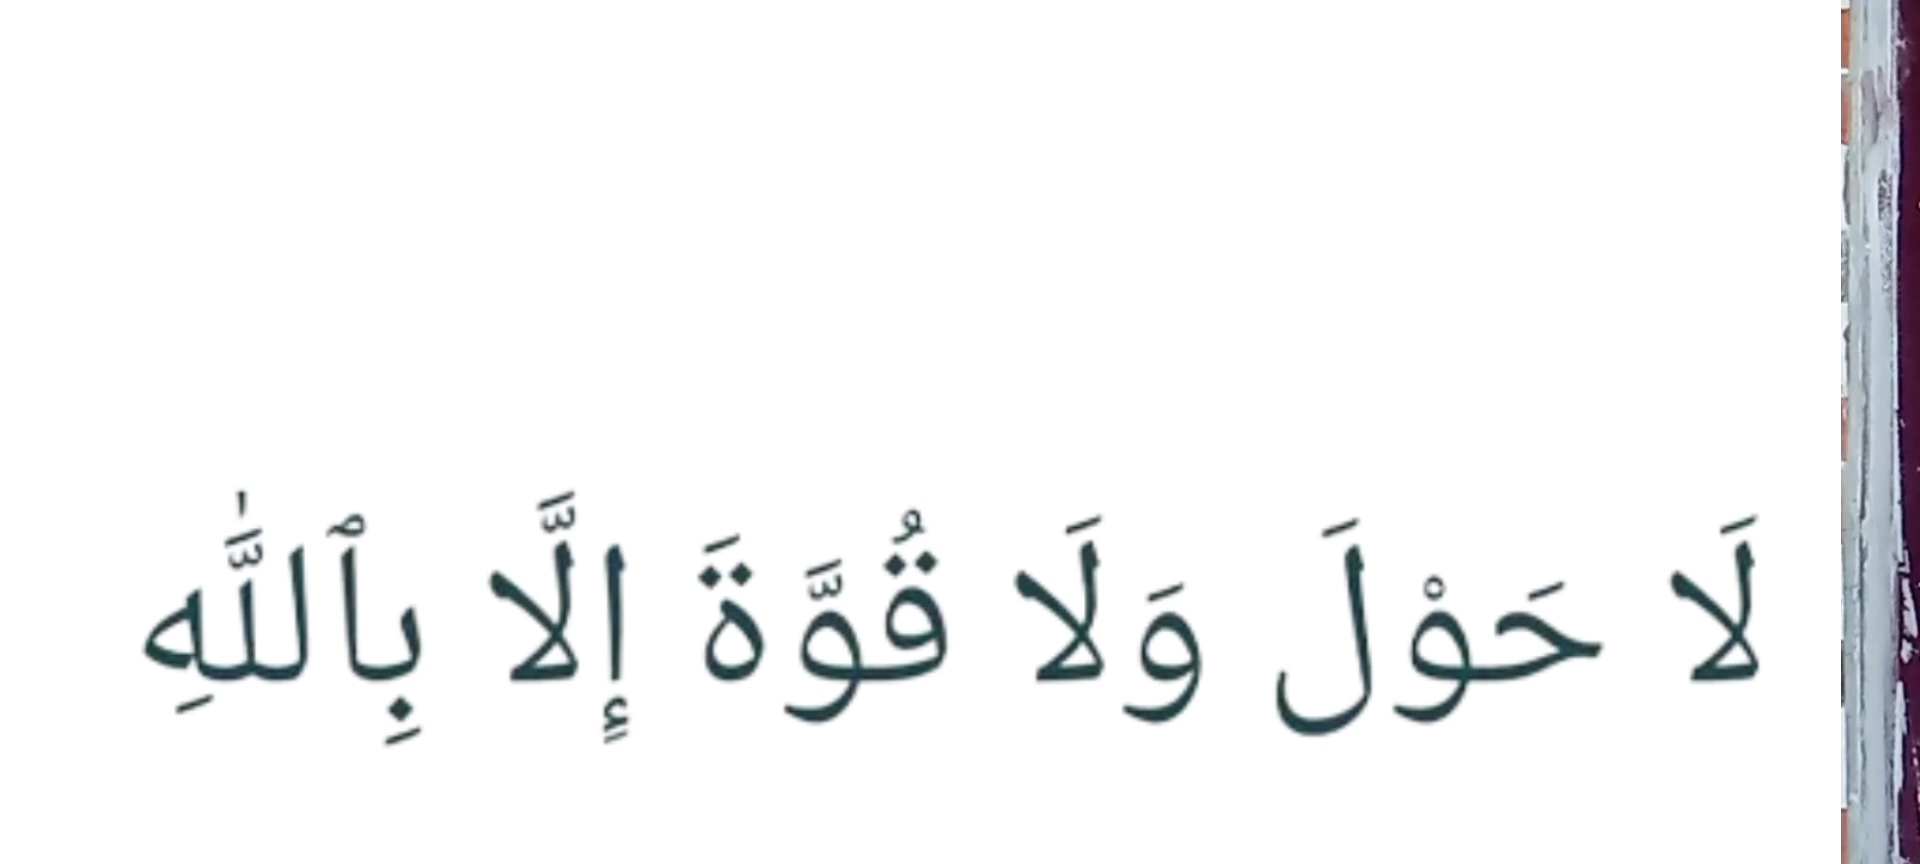 لَا حَوْلَ وَلَا قُوَّةَ إِلَّا بِٱللَّٰهِ